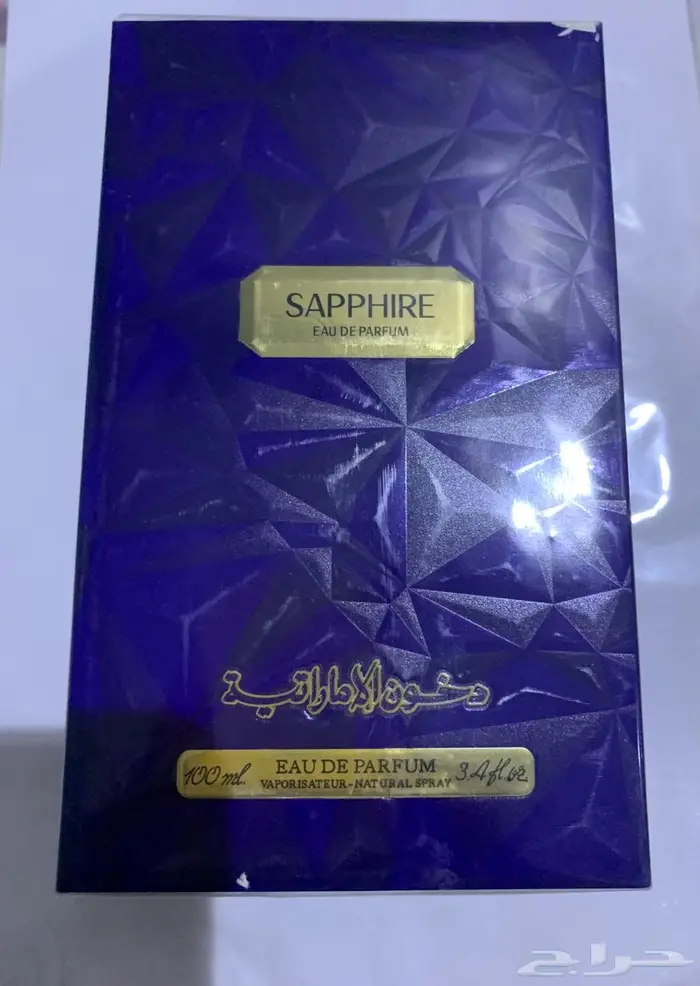 SAPPHIRE
EAU DE PARFUM
دخون الإماراتية
100 ml. EAU DE PARFUM 3.4 fl.oz
VAPORISATEUR-NATURAL SPRAY
حراج